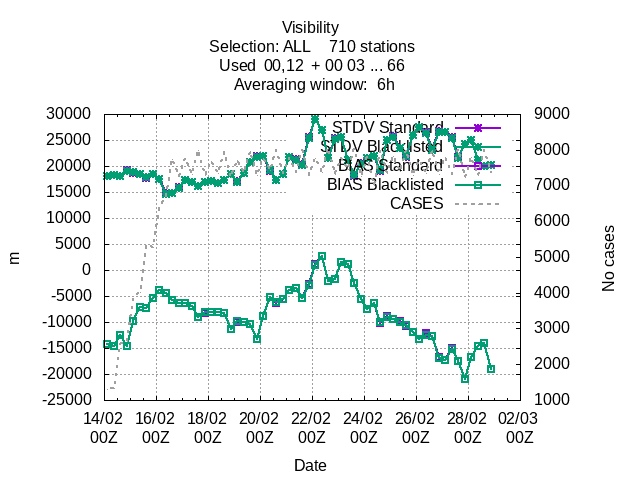 Visibility
Selection: ALL 710 stations
Used 00,12 + 00 03 ... 66
Averaging window: 6h
30000
25000
20000
15000
10000
5000
0
-5000
-10000
-15000
-20000
-25000
m
9000
8000
7000
6000
5000
4000
3000
2000
1000
No cases
STDV Standard
STDV Blacklisted
BIAS Standard
BIAS Blacklisted
CASES
14/02 16/02 18/02 20/02 22/02 24/02 26/02 28/02 02/03
00Z 00Z 00Z 00Z 00Z 00Z 00Z 00Z 00Z
Date